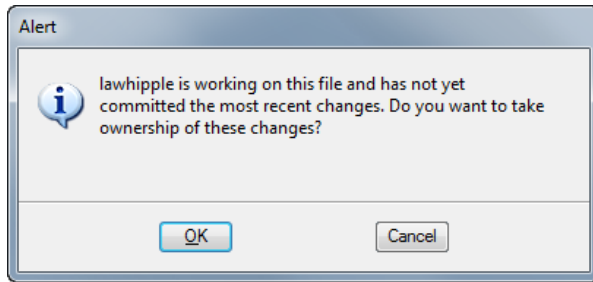 Alert
lawhipple is working on this file and has not yet
committed the most recent changes. Do you want to take
ownership of these changes?
OK
Cancel